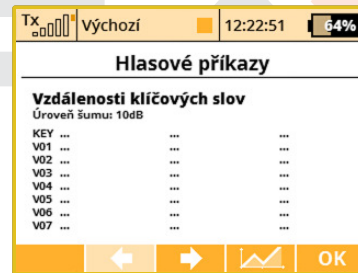 Tx Výchozí 12:22:51 64%
Hlasové příkazy
Vzdálenosti klíčových slov
Úroveň šumu: 10dB
KEY ... ... ...
V01 ... ... ...
V02 ... ... ...
V03 ... ... ...
V04 ... ... ...
V05 ... ... ...
V06 ... ... ...
V07 ... ... ...
OK